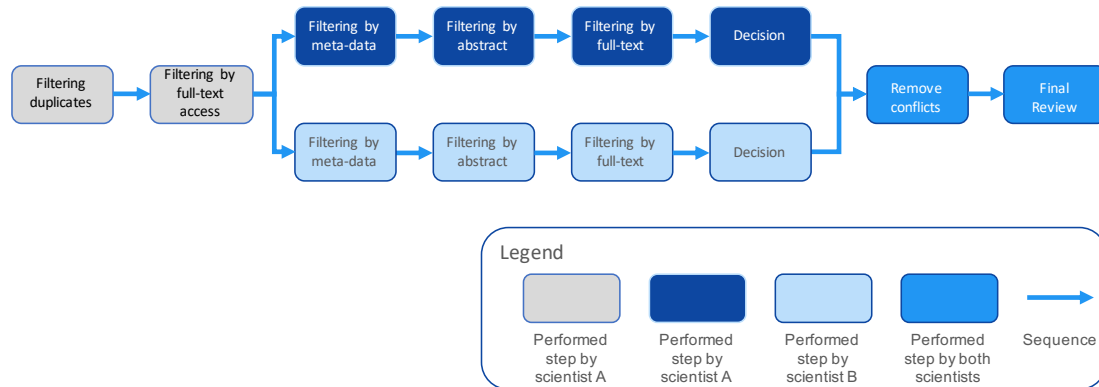 Filtering
duplicates
Filtering by
full-text
access
Filtering by
meta-data
Filtering by
abstract
Filtering by
full-text
Decision
Filtering by
meta-data
Filtering by
abstract
Filtering by
full-text
Decision
Remove
conflicts
Final
Review
Legend
Performed
step by
scientist A
Performed
step by
scientist A
Performed
step by
scientist B
Performed
step by both
scientists
Sequence